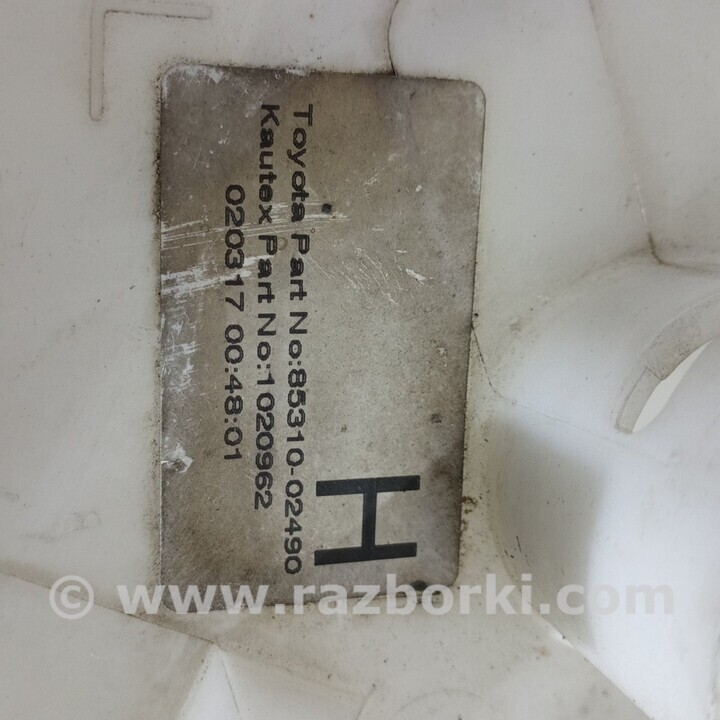 H
Toyota Part No:85310-02490
Kautex Part No:1020962
020317 00:48:01
© www.razborki.com